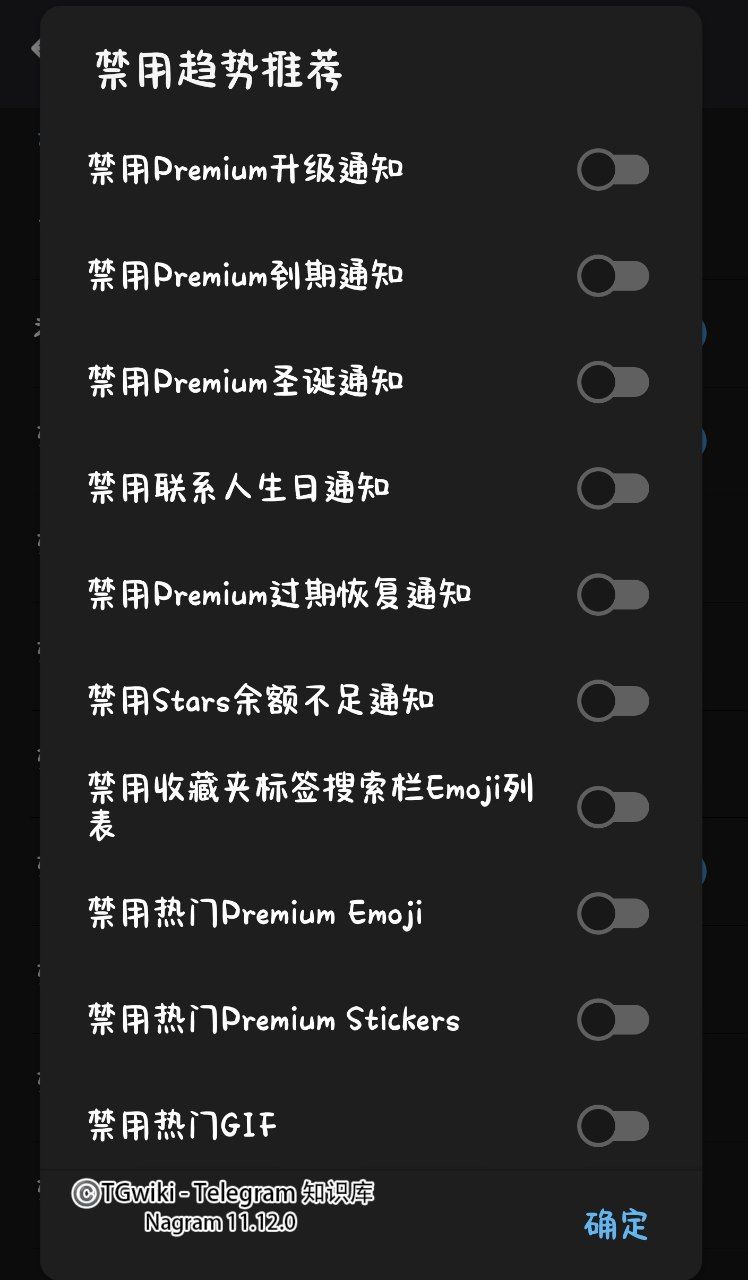 禁用趋势推荐
禁用Premium升级通知
禁用Premium到期通知
禁用Premium圣诞通知
禁用联系人生日通知
禁用Premium过期恢复通知
禁用Stars余额不足通知
禁用收藏夹标签搜索栏Emoji列
表
禁用热门Premium Emoji
禁用热门Premium Stickers
禁用热门GIF
©TGwiki - Telegram 知识库
Nagram 11.12.0
确定